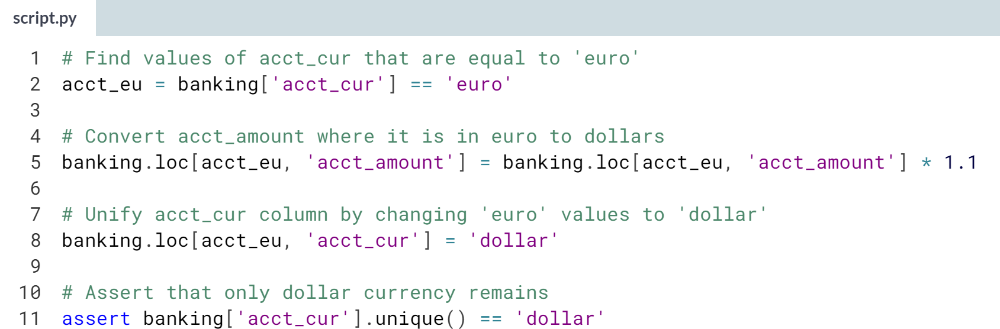 script.py
1 # Find values of acct_cur that are equal to 'euro'
2 acct_eu = banking['acct_cur'] == 'euro'
3
4 # Convert acct_amount where it is in euro to dollars
5 banking.loc[acct_eu, 'acct_amount'] = banking.loc[acct_eu, 'acct_amount'] * 1.1
6
7 # Unify acct_cur column by changing 'euro' values to 'dollar'
8 banking.loc[acct_eu, 'acct_cur'] = 'dollar'
9
10 # Assert that only dollar currency remains
11 assert banking['acct_cur'].unique() == 'dollar'